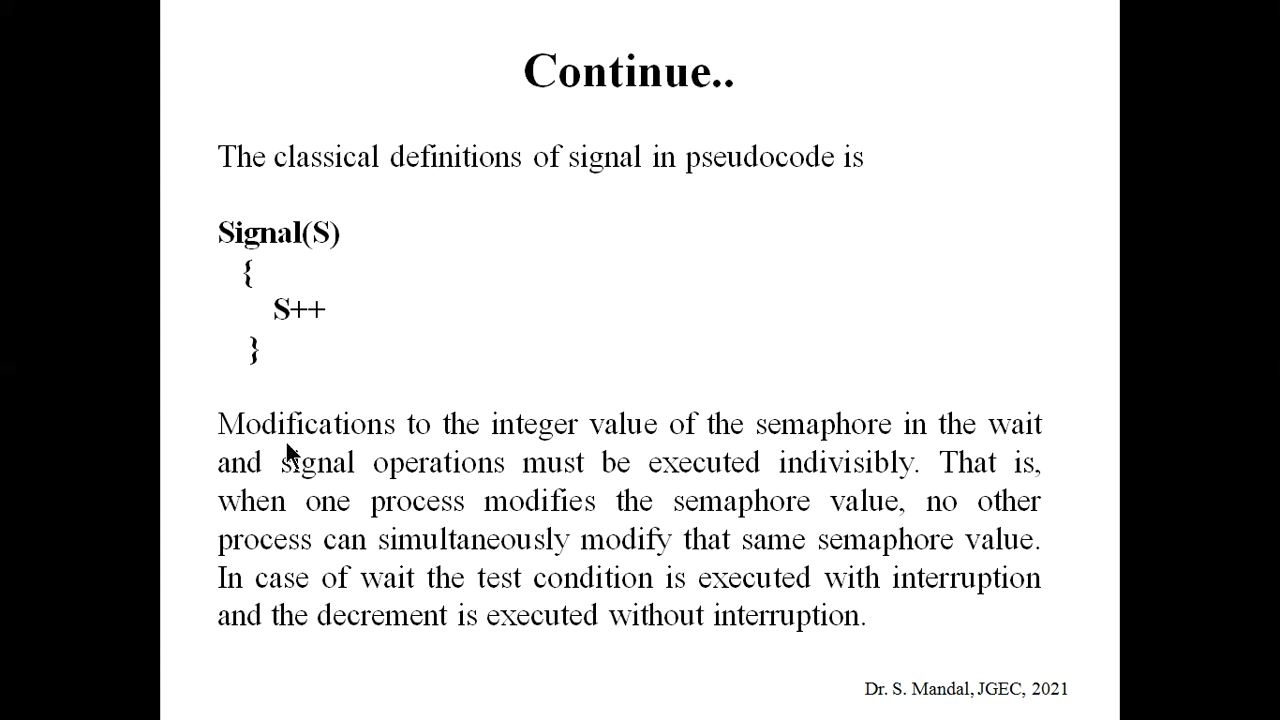 Continue..
The classical definitions of signal in pseudocode is
Signal(S)
{
S++
}
Modifications to the integer value of the semaphore in the wait
and signal operations must be executed indivisibly. That is,
when one process modifies the semaphore value, no other
process can simultaneously modify that same semaphore value.
In case of wait the test condition is executed with interruption
and the decrement is executed without interruption.
Dr. S. Mandal, JGEC, 2021